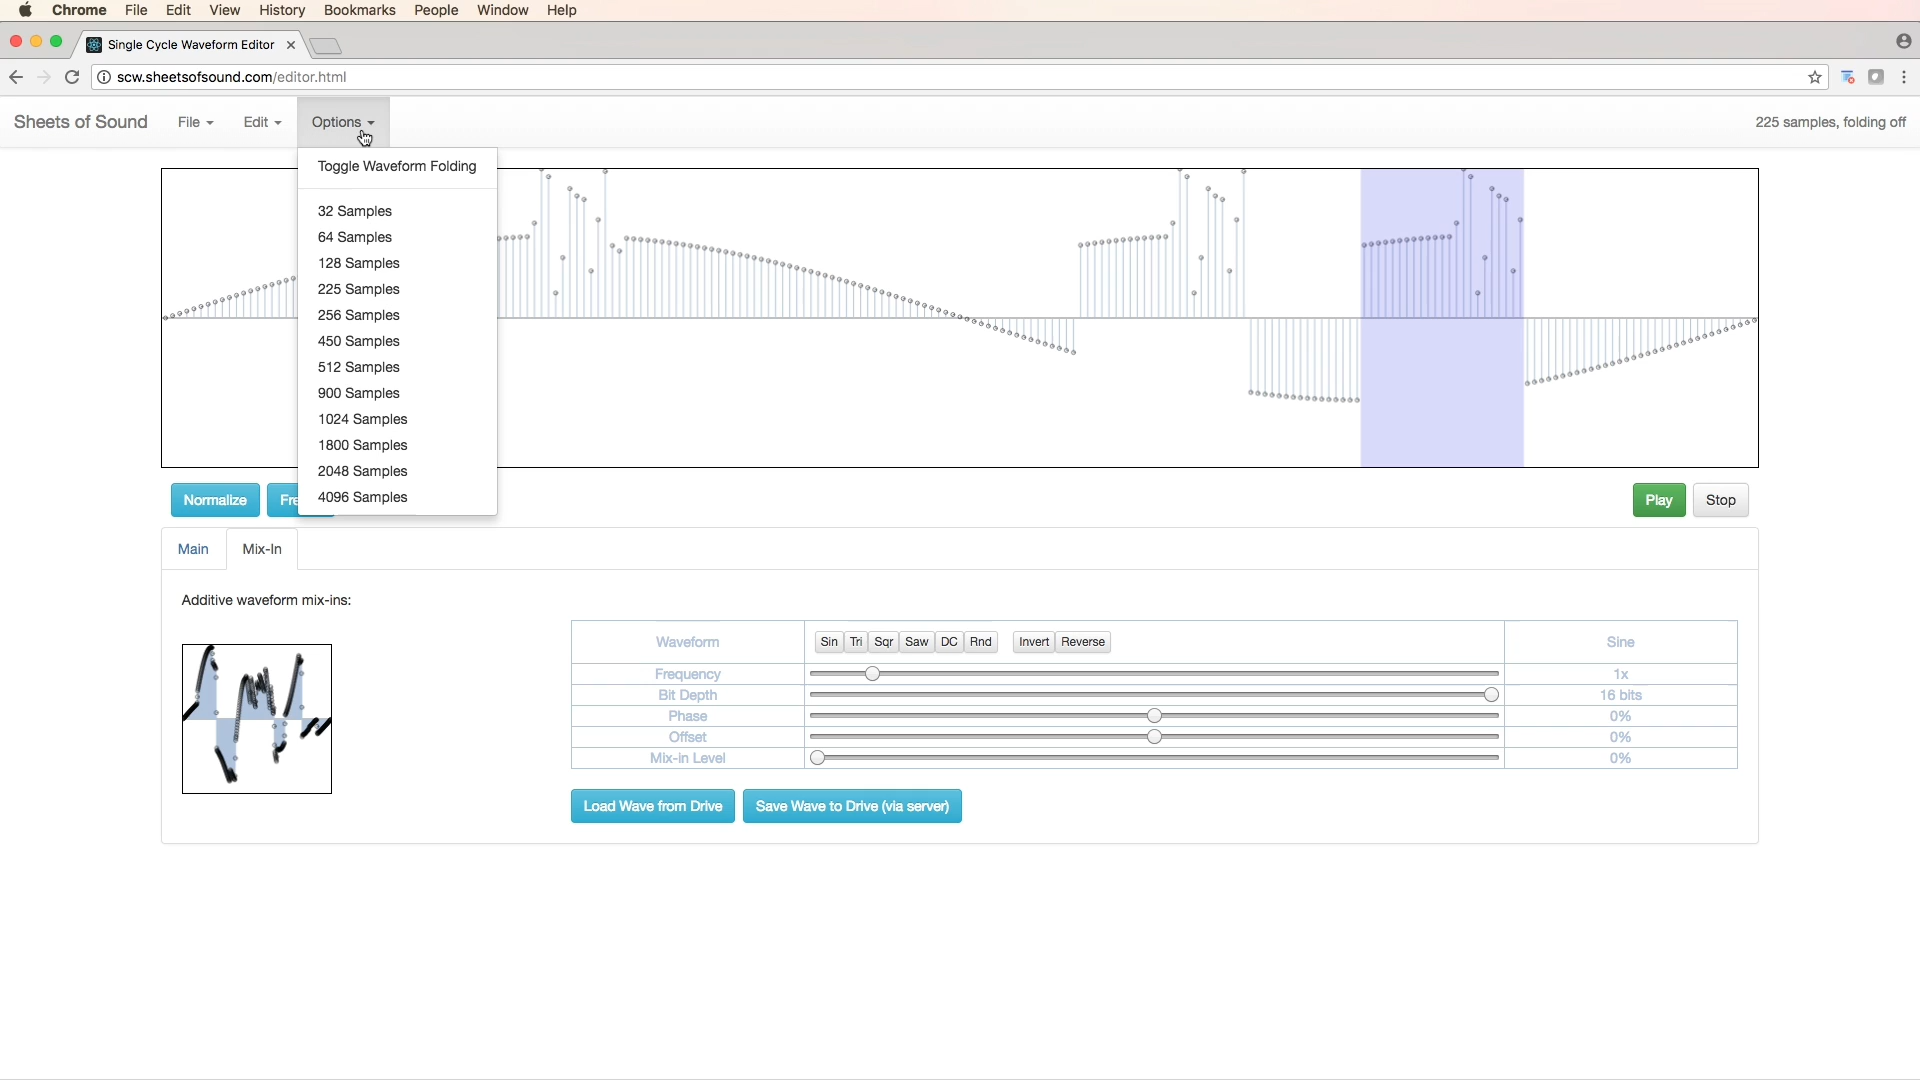 Chrome File Edit View History Bookmarks People Window Help
Single Cycle Waveform Editor
scw.sheetsofsound.com/editor.html
Sheets of Sound File Edit Options 225 samples, folding off
Toggle Waveform Folding
32 Samples
64 Samples
128 Samples
225 Samples
256 Samples
450 Samples
512 Samples
900 Samples
1024 Samples
1800 Samples
2048 Samples
4096 Samples
Normalize Fre Play Stop
Main Mix-In
Additive waveform mix-ins:
Waveform Sin Tri Sqr Saw DC Rnd Invert Reverse Sine
Frequency 1x
Bit Depth 16 bits
Phase 0%
Offset 0%
Mix-in Level 0%
Load Wave from Drive Save Wave to Drive (via server)